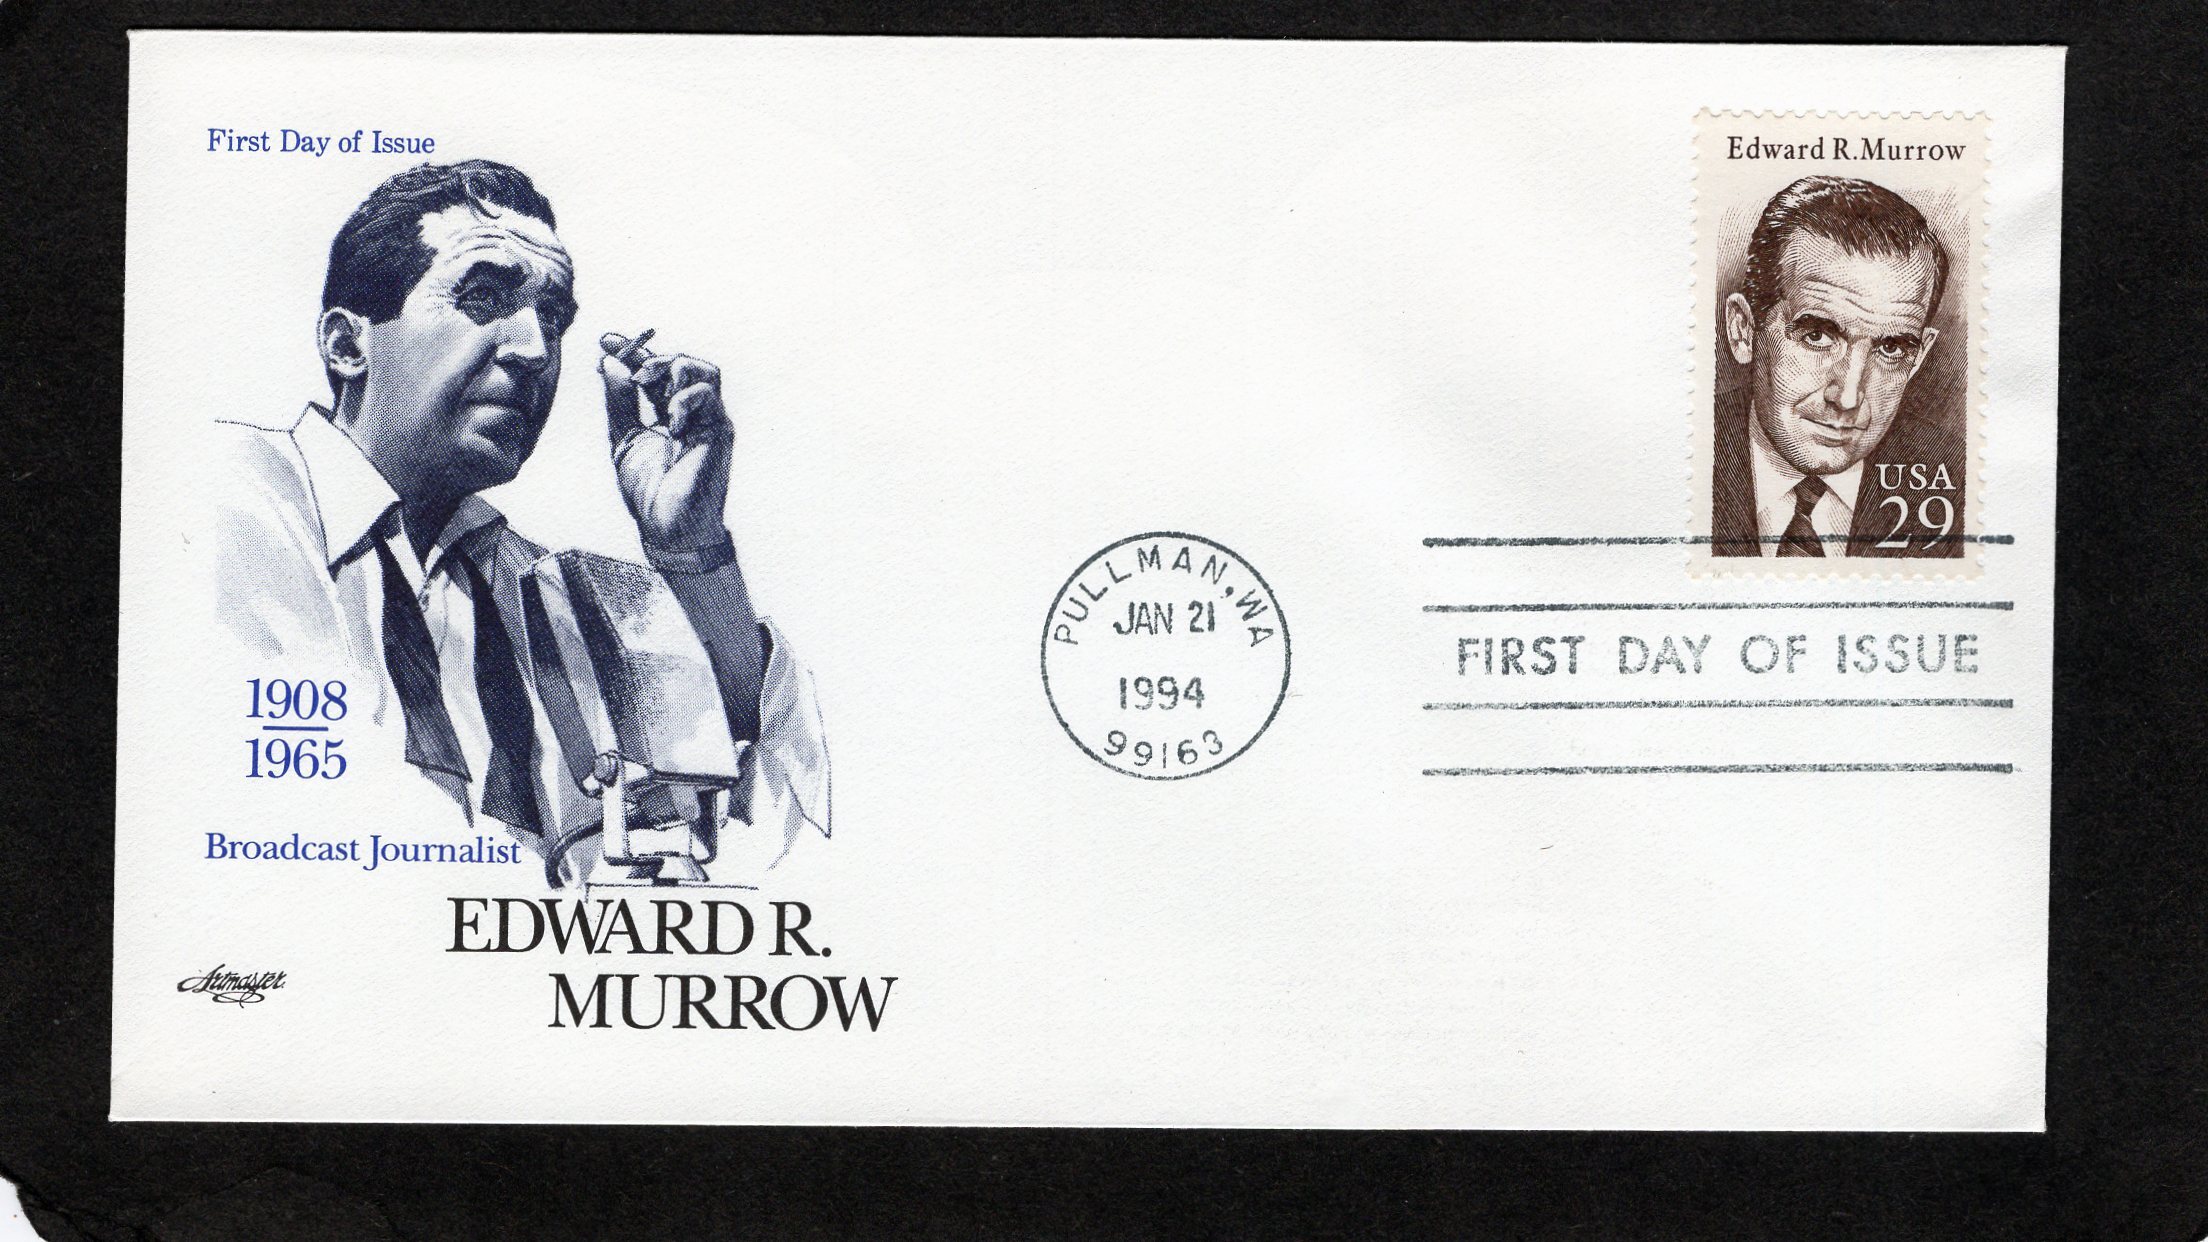 First Day of Issue
1908
1965
Broadcast Journalist
EDWARD R.
MURROW
Artmaster
PULLMAN, WA
JAN 21
1994
99163
Edward R. Murrow
USA
29
FIRST DAY OF ISSUE